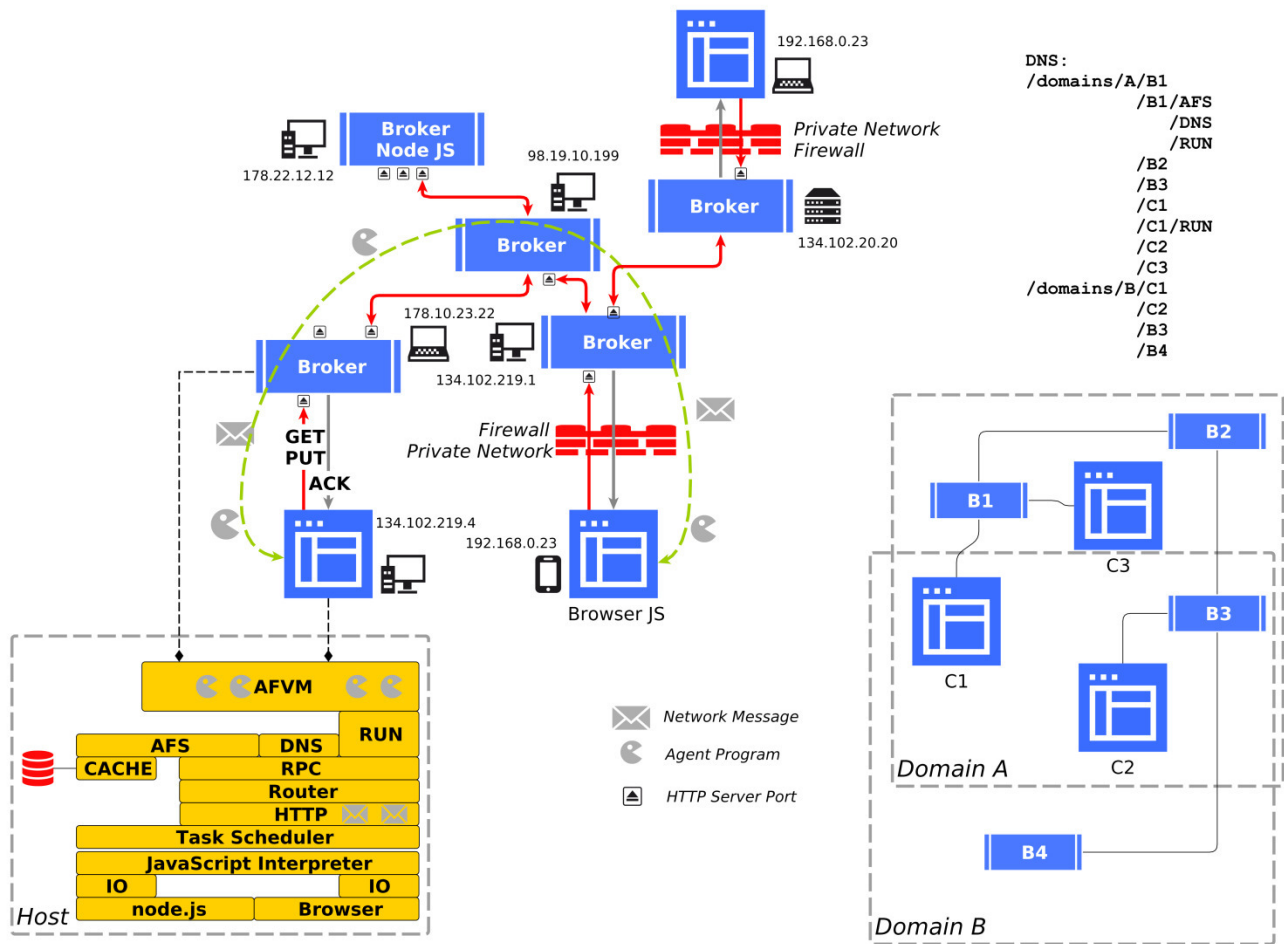 192.168.0.23
Private Network
Firewall
DNS:
/domains/A/B1
/B1/AFS
/DNS
/RUN
/B2
/B3
/C1
/C1/RUN
/C2
/C3
/domains/B/C1
/C2
/B3
/B4
Broker
Node JS
178.22.12.12
98.19.10.199
Broker
134.102.20.20
Broker
178.10.23.22
Broker
134.102.219.1
Broker
GET
PUT
ACK
Firewall
Private Network
134.102.219.4
192.168.0.23
Browser JS
B2
B1
C3
B3
C1
C2
Domain A
B4
Domain B
AFVM
RUN
AFS
DNS
CACHE
RPC
Router
HTTP
Task Scheduler
JavaScript Interpreter
IO
IO
node.js
Browser
Host
Network Message
Agent Program
HTTP Server Port